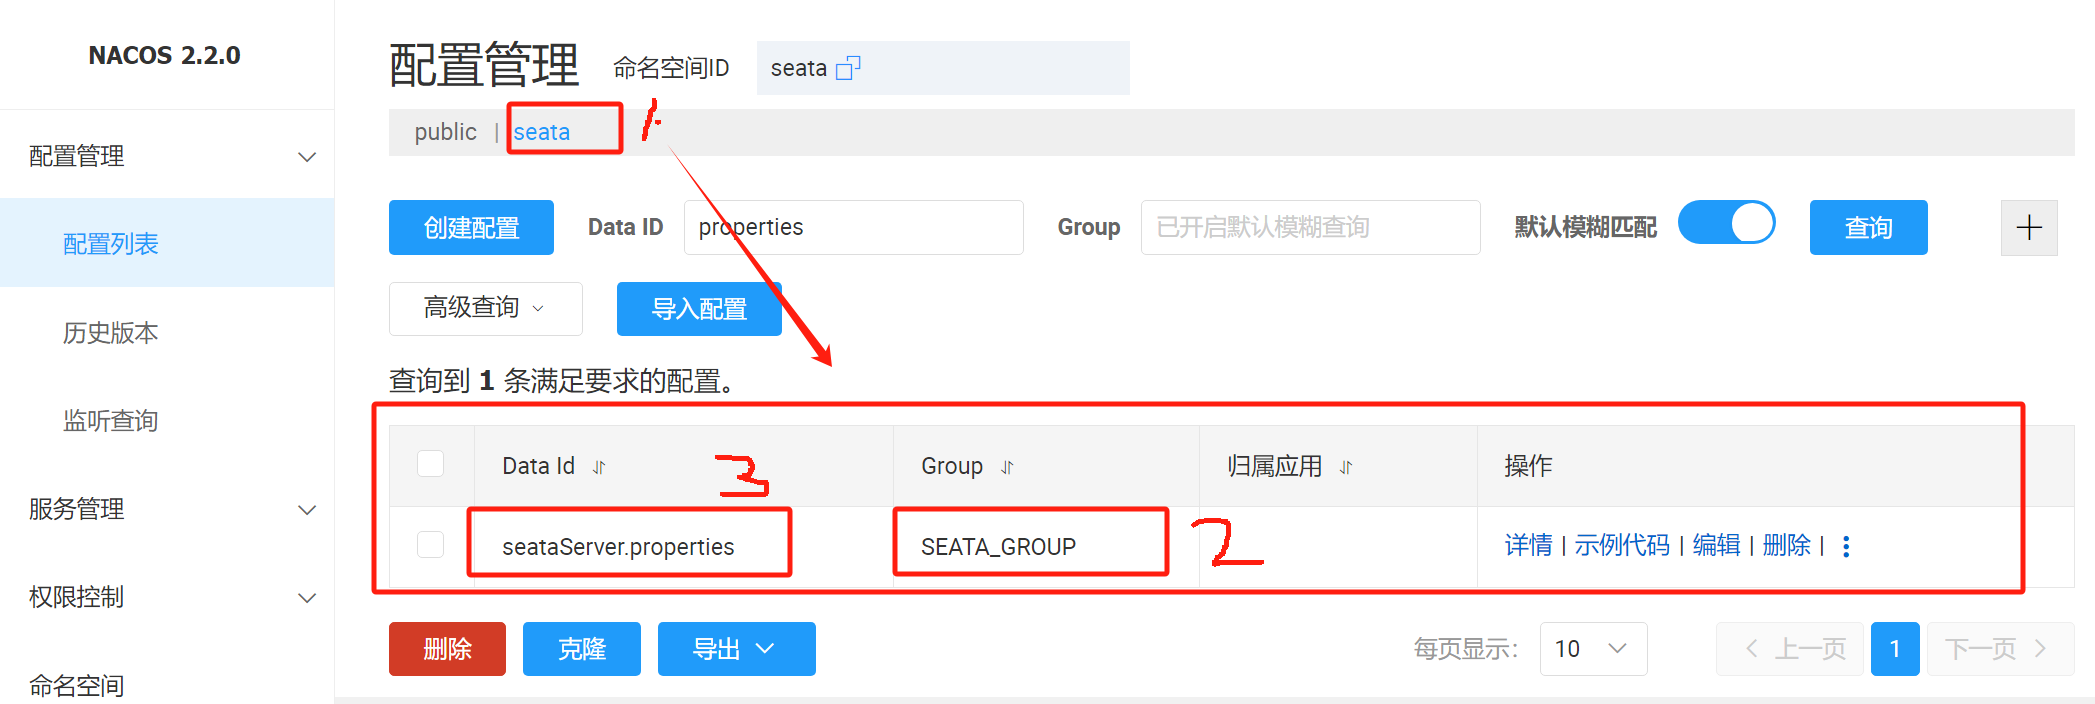 NACOS 2.2.0
配置管理
配置列表
历史版本
监听查询
服务管理
权限控制
命名空间
配置管理 命名空间ID seata
public | seata 1.
创建配置 Data ID properties Group 已开启默认模糊查询 默认模糊匹配 查询
高级查询 导入配置
查询到 1 条满足要求的配置。
Data Id 3 Group 归属应用 操作
seataServer.properties SEATA_GROUP 2 详情 | 示例代码 | 编辑 | 删除 |
删除 克隆 导出 每页显示: 10 上一页 1 下一页